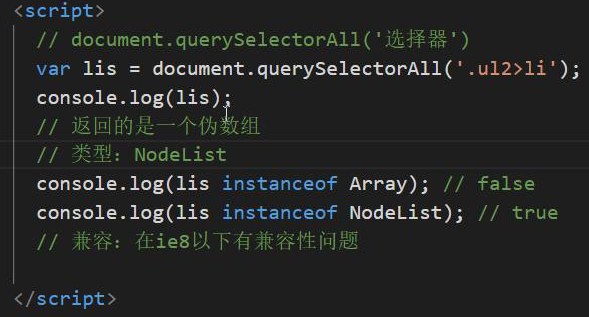 <script>
// document.querySelectorAll('选择器')
var lis = document.querySelectorAll('.ul2>li');
console.log(lis);
// 返回的是一个伪数组
// 类型：NodeList
console.log(lis instanceof Array); // false
console.log(lis instanceof NodeList); // true
// 兼容：在ie8以下有兼容性问题
</script>